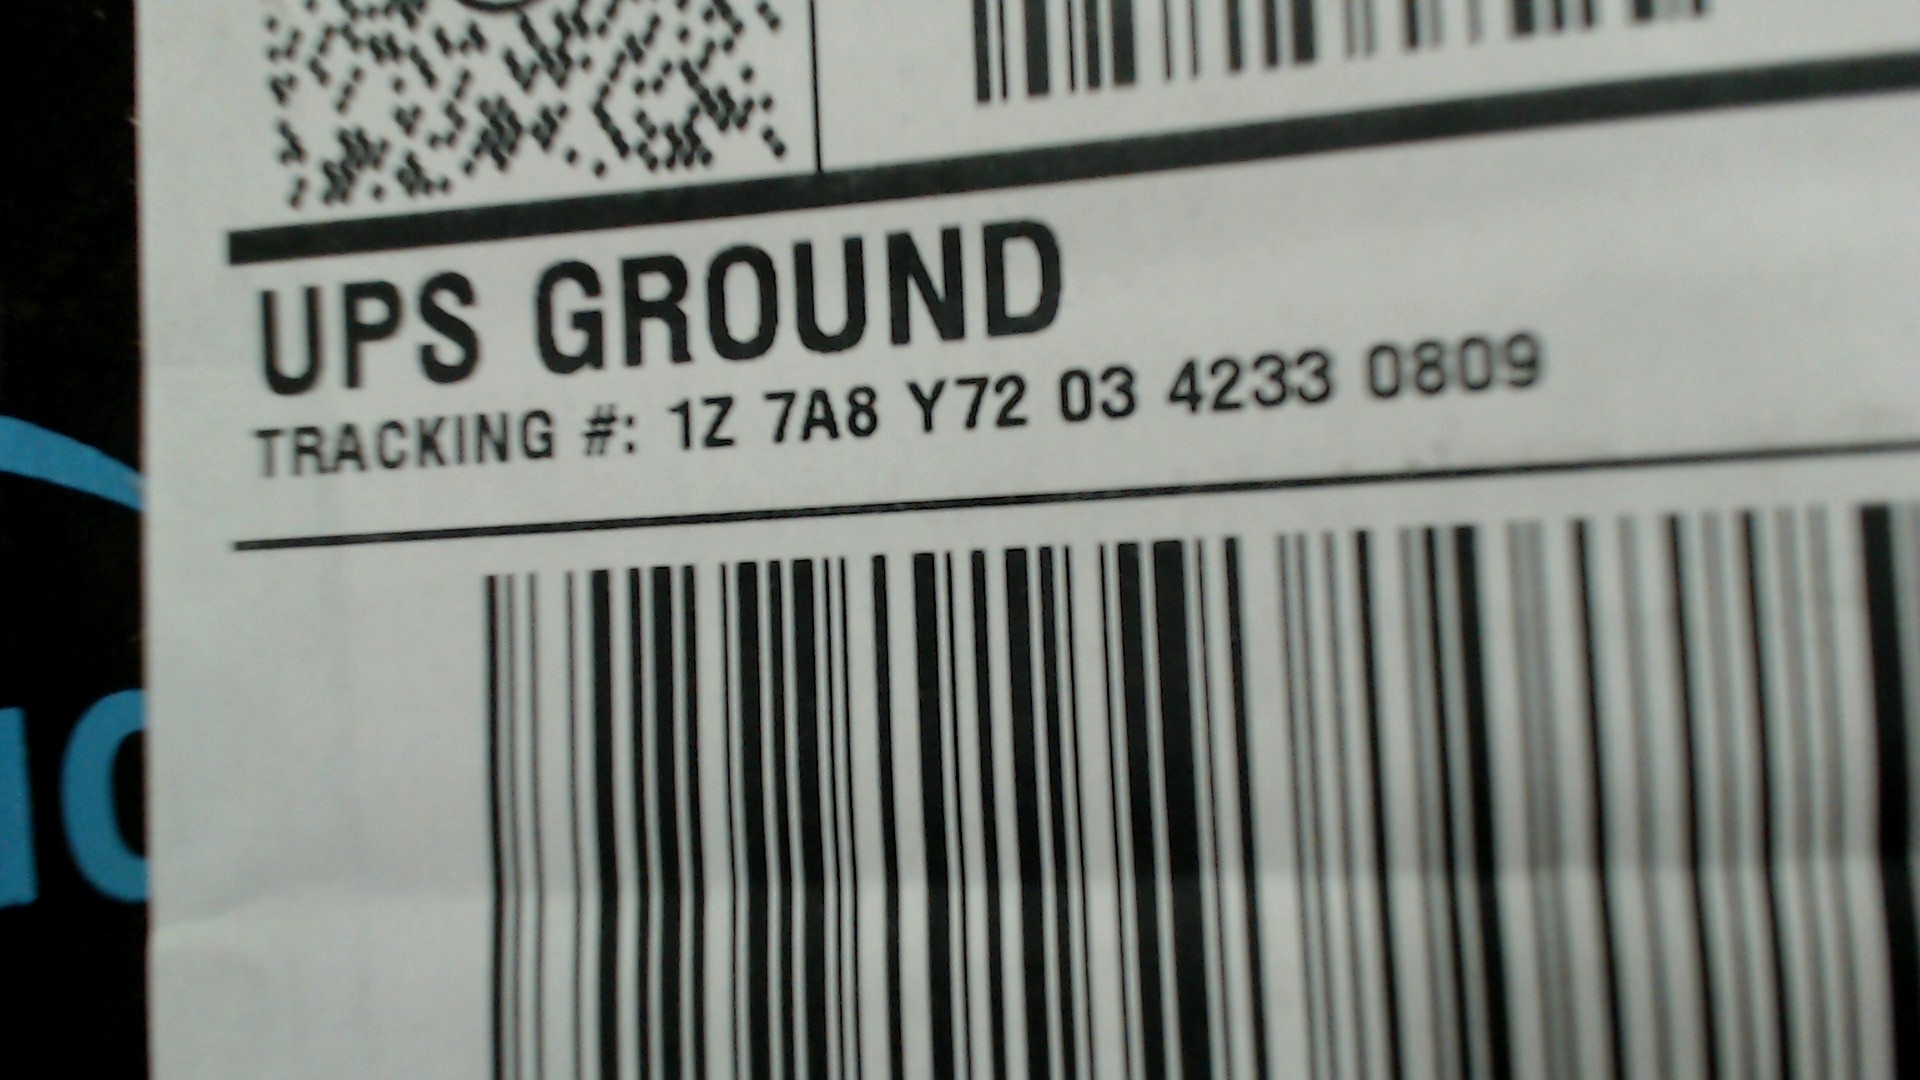 UPS GROUND
TRACKING #: 1Z 7A8 Y72 03 4233 0809